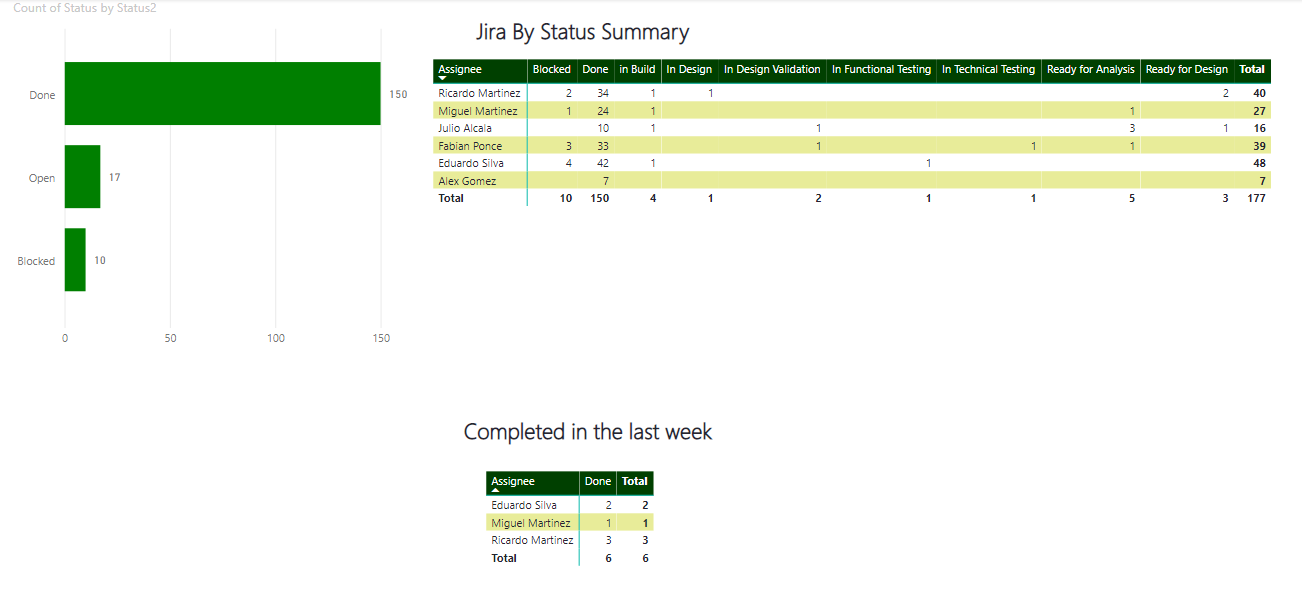 Count of Status by Status2
Done 150
Open 17
Blocked 10
0 50 100 150
Jira By Status Summary
Assignee Blocked Done in Build In Design In Design Validation In Functional Testing In Technical Testing Ready for Analysis Ready for Design Total
Ricardo Martinez 2 34 1 1 2 40
Miguel Martinez 1 24 1 1 27
Julio Alcala 10 1 1 3 1 16
Fabian Ponce 3 33 1 1 1 39
Eduardo Silva 4 42 1 1 48
Alex Gomez 7 7
Total 10 150 4 1 2 1 1 5 3 177
Completed in the last week
Assignee Done Total
Eduardo Silva 2 2
Miguel Martinez 1 1
Ricardo Martinez 3 3
Total 6 6